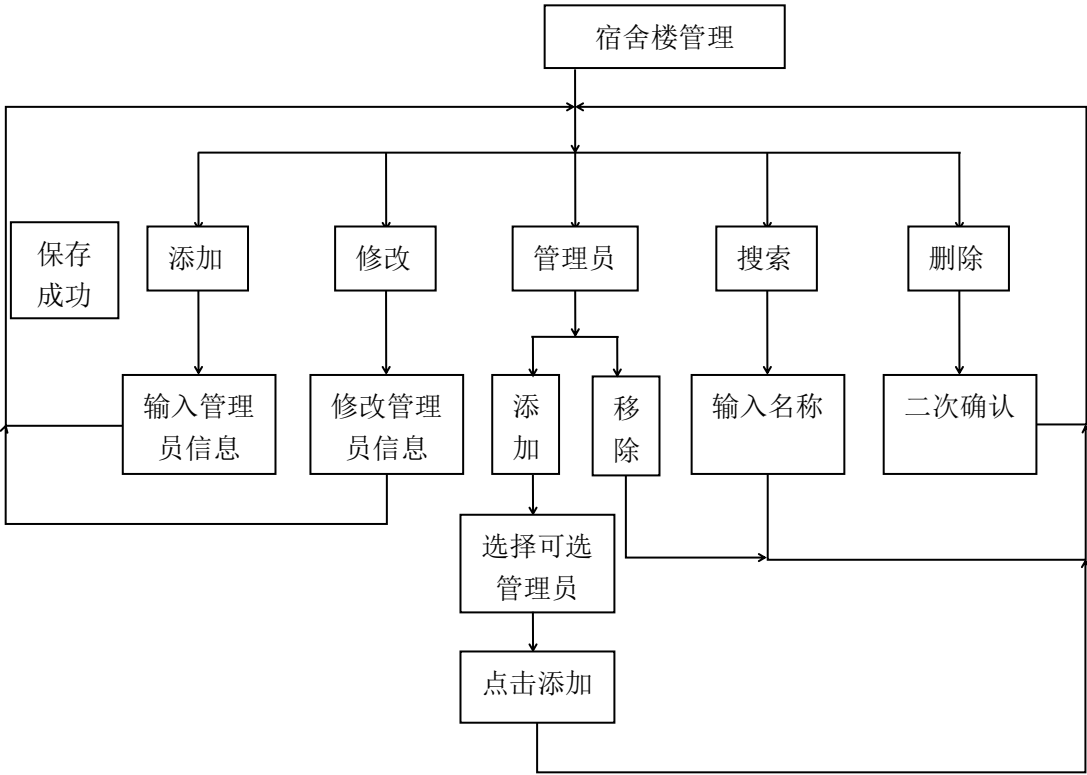 宿舍楼管理
保存
成功
添加
修改
管理员
搜索
删除
输入管理
员信息
修改管理
员信息
添
加
移
除
输入名称
二次确认
选择可选
管理员
点击添加